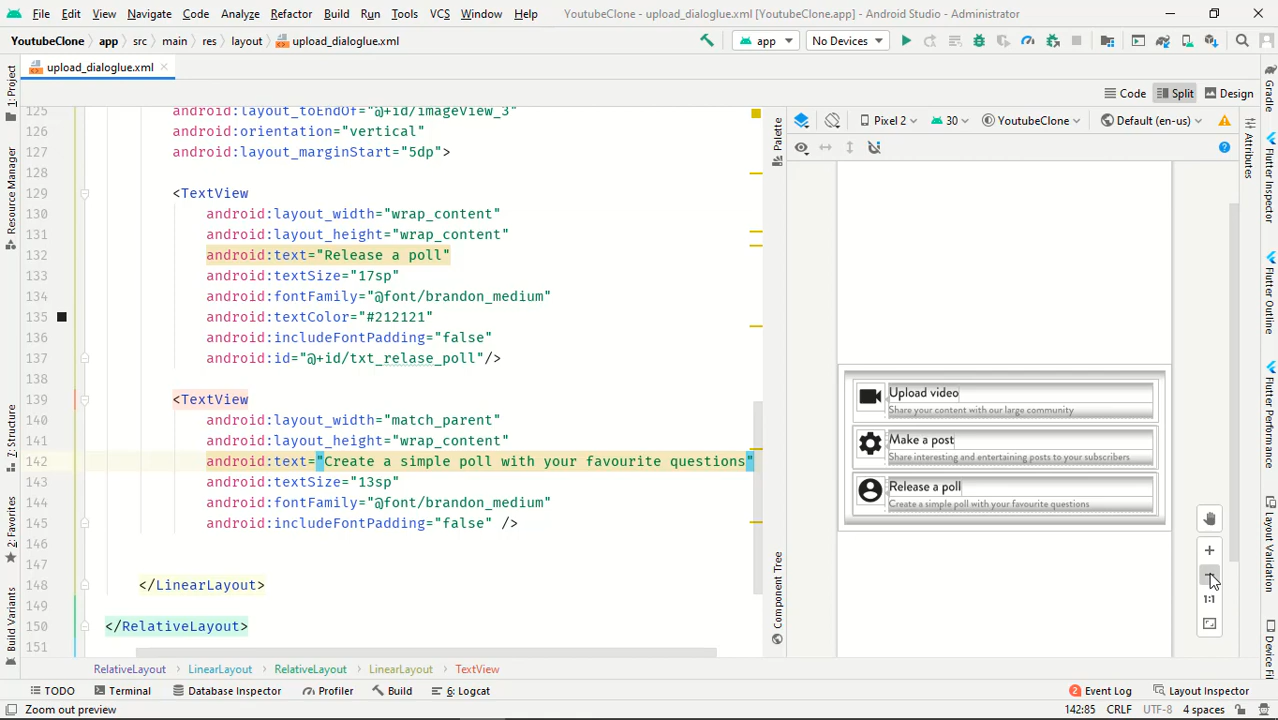 File Edit View Navigate Code Analyze Refactor Build Run Tools VCS Window Help YoutubeClone - upload_dialoglue.xml [YoutubeClone.app] - Android Studio - Administrator
YoutubeClone app src main res layout upload_dialoglue.xml app No Devices
upload_dialoglue.xml
Code Split Design
Pixel 2 30 YoutubeClone Default (en-us)
125 android:layout_toEndOf="@+id/imageView_3"
126 android:orientation="vertical"
127 android:layout_marginStart="5dp">
128
129 <TextView
130 android:layout_width="wrap_content"
131 android:layout_height="wrap_content"
132 android:text="Release a poll"
133 android:textSize="17sp"
134 android:fontFamily="@font/brandon_medium"
135 android:textColor="#212121"
136 android:includeFontPadding="false"
137 android:id="@+id/txt_relase_poll"/>
138
139 <TextView
140 android:layout_width="match_parent"
141 android:layout_height="wrap_content"
142 android:text="Create a simple poll with your favourite questions"
143 android:textSize="13sp"
144 android:fontFamily="@font/brandon_medium"
145 android:includeFontPadding="false" />
146
147
148 </LinearLayout>
149
150 </RelativeLayout>
151
Upload video
Share your content with our large community
Make a post
Share interesting and entertaining posts to your subscribers
Release a poll
Create a simple poll with your favourite questions
1:1
1: Project
Resource Manager
7: Structure
2: Favorites
Build Variants
Palette
Component Tree
Attributes
Gradle
Flutter Inspector
Flutter Outline
Flutter Performance
Layout Validation
Device Fil
RelativeLayout LinearLayout RelativeLayout LinearLayout TextView
TODO Terminal Database Inspector Profiler Build 6: Logcat 2 Event Log Layout Inspector
Zoom out preview 142:85 CRLF UTF-8 4 spaces